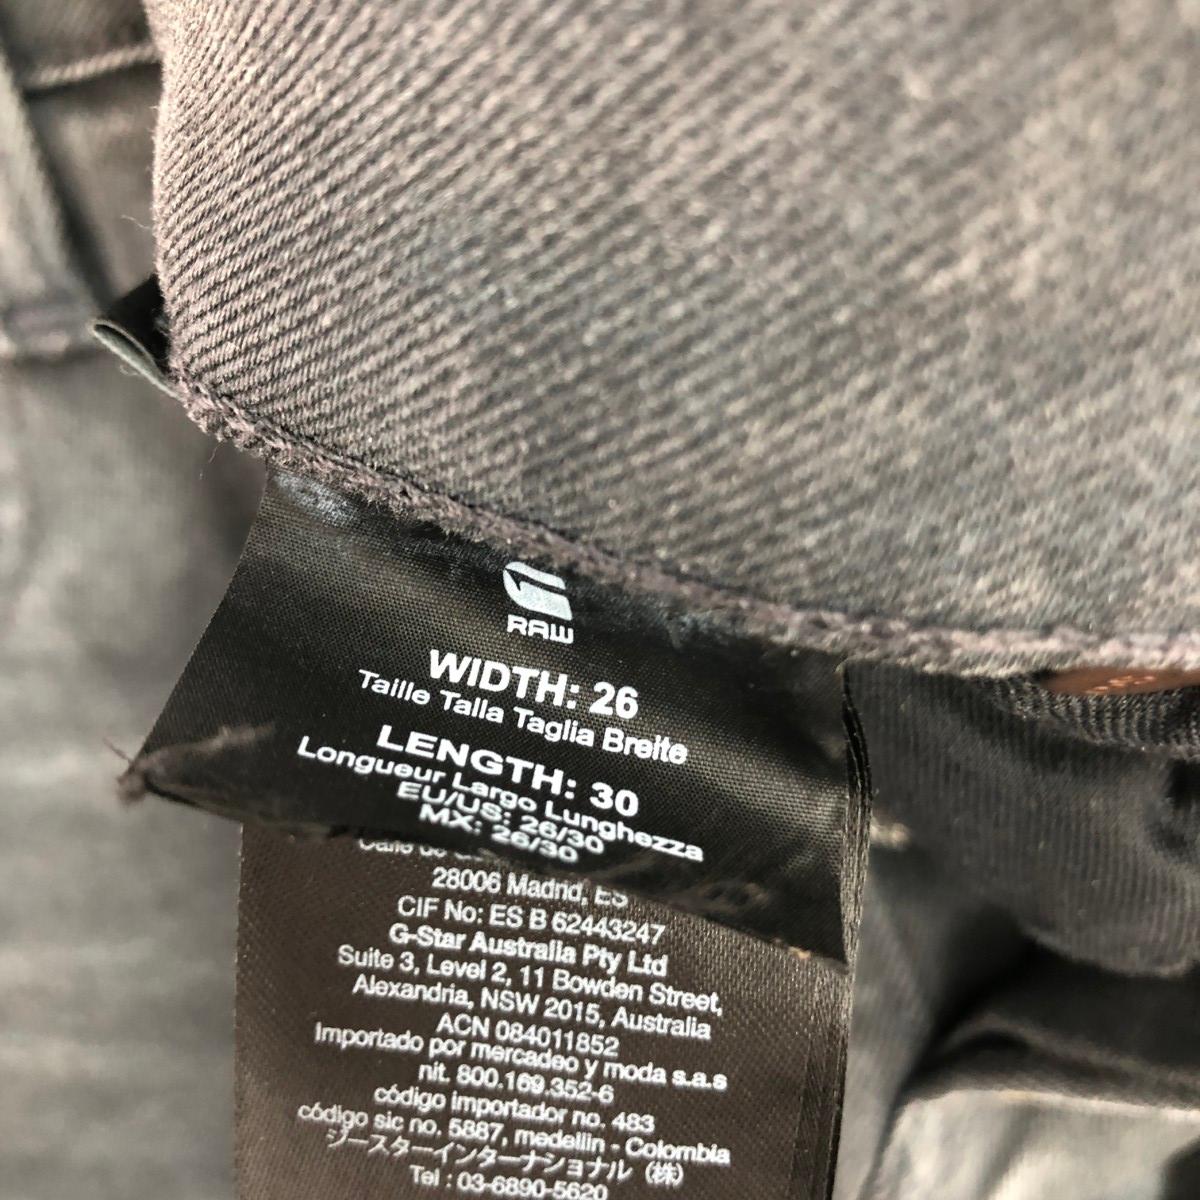 RAW
WIDTH: 26
Taille Talla Taglia Breite
LENGTH: 30
Longueur Largo Lunghezza
EU/US: 26/30
MX: 26/30
Calle de
28006 Madrid, ES
CIF No: ES B 62443247
G-Star Australia Pty Ltd
Suite 3, Level 2, 11 Bowden Street,
Alexandria, NSW 2015, Australia
ACN 084011852
Importado por mercadeo y moda s.a.s
nit. 800.169.352-6
código importador no. 483
código sic no. 5887, medellin - Colombia
ジースターインターナショナル（株）
Tel : 03-6890-5620